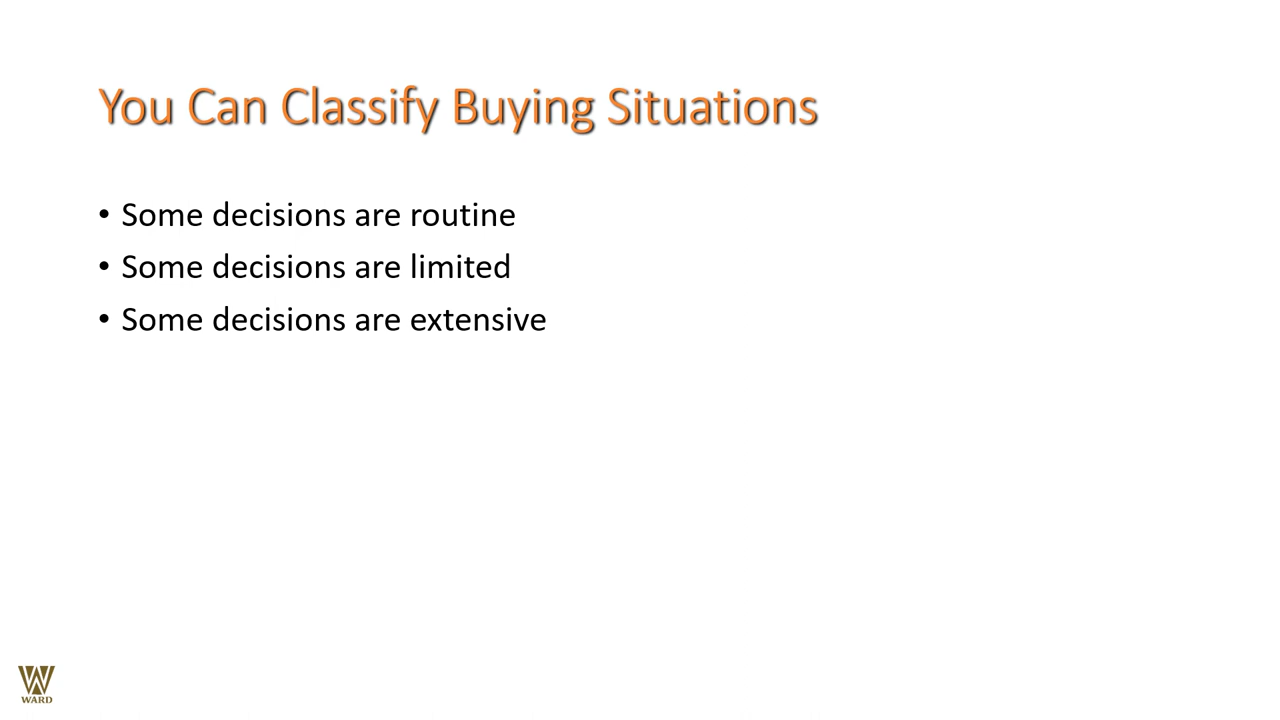 You Can Classify Buying Situations
• Some decisions are routine
• Some decisions are limited
• Some decisions are extensive
WARD